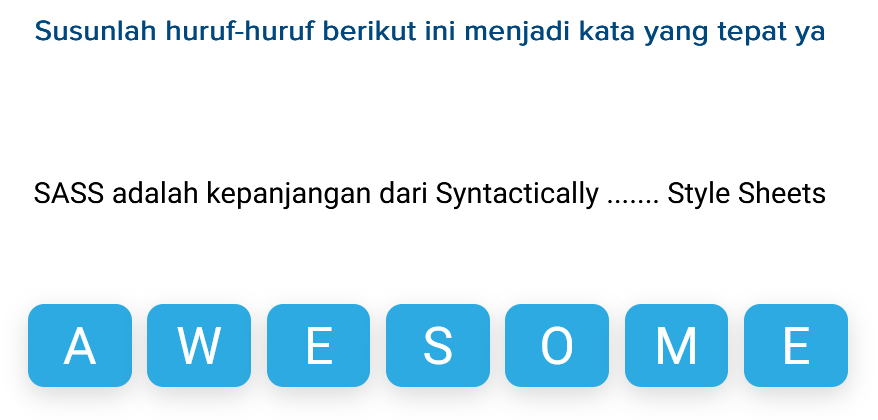 Susunlah huruf-huruf berikut ini menjadi kata yang tepat ya
SASS adalah kepanjangan dari Syntactically ....... Style Sheets
A W E S O M E